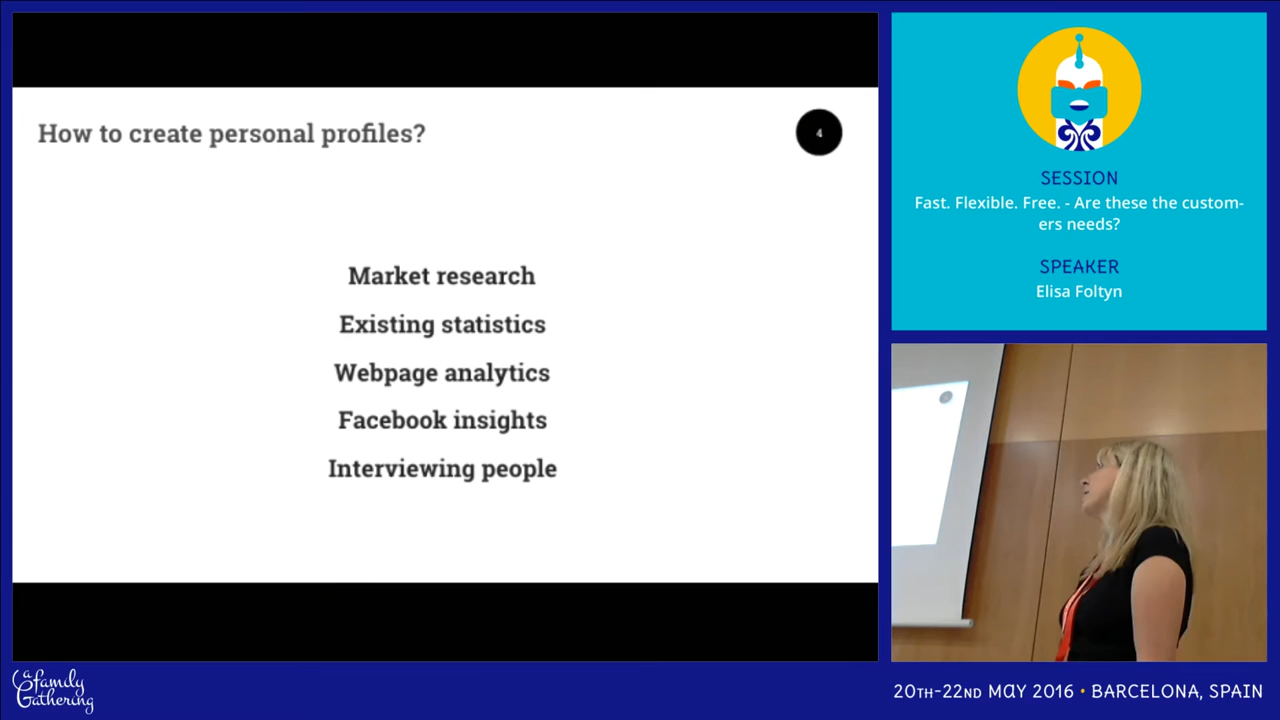 How to create personal profiles?
4
Market research
Existing statistics
Webpage analytics
Facebook insights
Interviewing people
SESSION
Fast. Flexible. Free. - Are these the custom-
ers needs?
SPEAKER
Elisa Foltyn
a family
Gathering
20TH-22ND MAY 2016 • BARCELONA, SPAIN